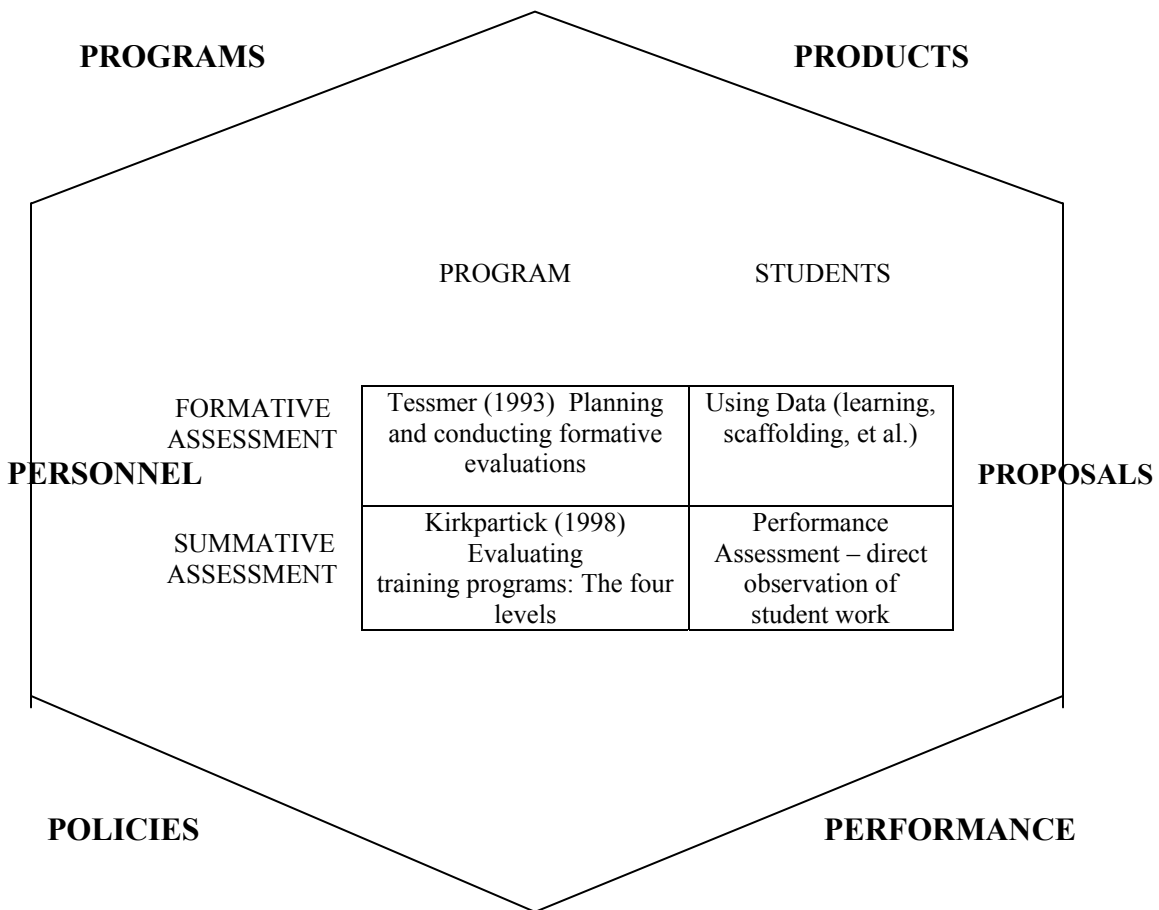 PROGRAMS
PRODUCTS
PROGRAM
STUDENTS
FORMATIVE
ASSESSMENT
Tessmer (1993)  Planning
and conducting formative
evaluations
Using Data (learning,
scaffolding, et al.)
PERSONNEL
PROPOSALS
SUMMATIVE
ASSESSMENT
Kirkpartick (1998)
Evaluating
training programs: The four
levels
Performance
Assessment – direct
observation of
student work
POLICIES
PERFORMANCE